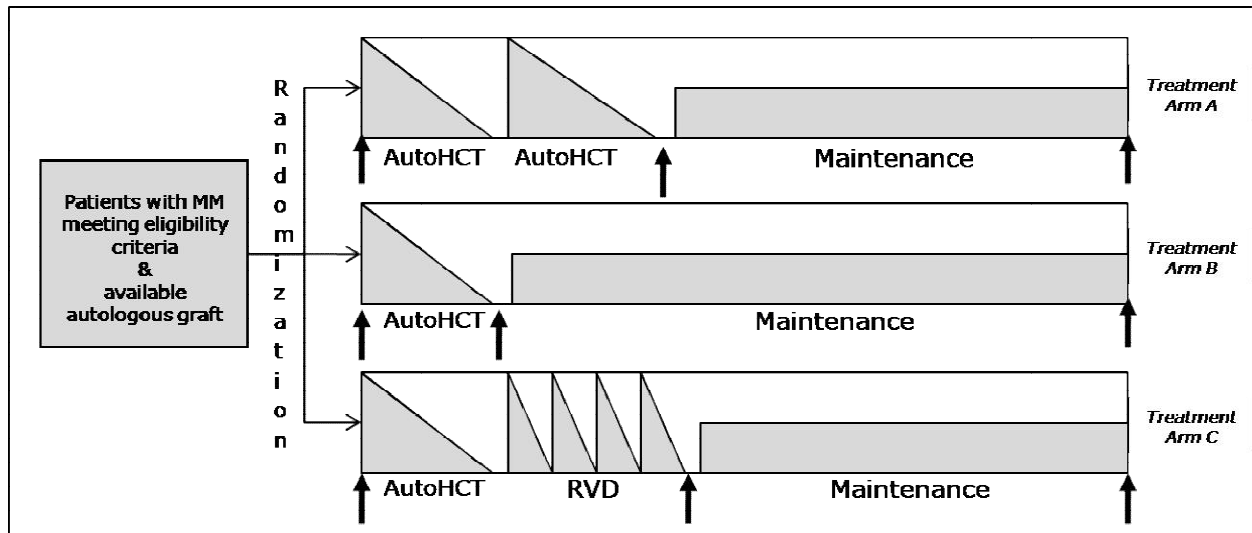 Patients with MM
meeting eligibility
criteria
&
available
autologous graft
Randomization
AutoHCT AutoHCT Maintenance
Treatment
Arm A
AutoHCT Maintenance
Treatment
Arm B
AutoHCT RVD Maintenance
Treatment
Arm C